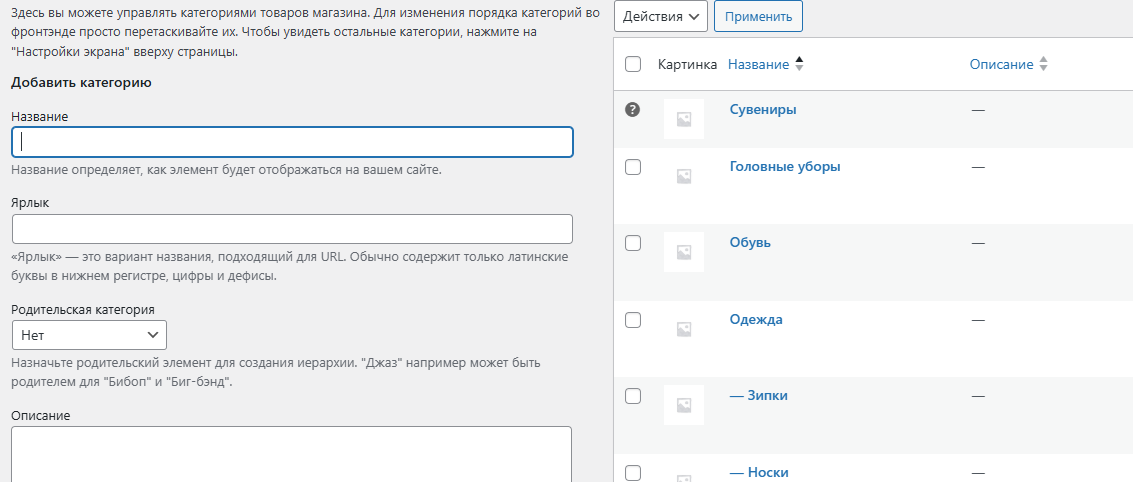 Здесь вы можете управлять категориями товаров магазина. Для изменения порядка категорий во
фронтэнде просто перетаскивайте их. Чтобы увидеть остальные категории, нажмите на
"Настройки экрана" вверху страницы.
Добавить категорию
Название
Название определяет, как элемент будет отображаться на вашем сайте.
Ярлык
«Ярлык» — это вариант названия, подходящий для URL. Обычно содержит только латинские
буквы в нижнем регистре, цифры и дефисы.
Родительская категория
Нет
Назначьте родительский элемент для создания иерархии. "Джаз" например может быть
родителем для "Бибоп" и "Биг-бэнд".
Описание
Действия
Применить
Картинка Название Описание
? Сувениры —
Головные уборы —
Обувь —
Одежда —
— Зипки —
— Носки —